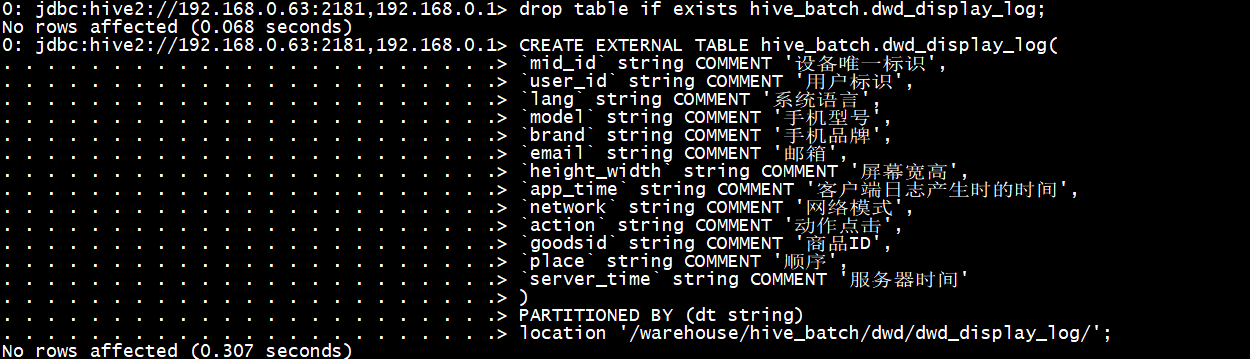 0: jdbc:hive2://192.168.0.63:2181,192.168.0.1> drop table if exists hive_batch.dwd_display_log;
No rows affected (0.068 seconds)
0: jdbc:hive2://192.168.0.63:2181,192.168.0.1> CREATE EXTERNAL TABLE hive_batch.dwd_display_log(
. . . . . . . . . . . . . . . . . . . . . . .> `mid_id` string COMMENT '设备唯一标识',
. . . . . . . . . . . . . . . . . . . . . . .> `user_id` string COMMENT '用户标识',
. . . . . . . . . . . . . . . . . . . . . . .> `lang` string COMMENT '系统语言',
. . . . . . . . . . . . . . . . . . . . . . .> `model` string COMMENT '手机型号',
. . . . . . . . . . . . . . . . . . . . . . .> `brand` string COMMENT '手机品牌',
. . . . . . . . . . . . . . . . . . . . . . .> `email` string COMMENT '邮箱',
. . . . . . . . . . . . . . . . . . . . . . .> `height_width` string COMMENT '屏幕宽高',
. . . . . . . . . . . . . . . . . . . . . . .> `app_time` string COMMENT '客户端日志产生时的时间',
. . . . . . . . . . . . . . . . . . . . . . .> `network` string COMMENT '网络模式',
. . . . . . . . . . . . . . . . . . . . . . .> `action` string COMMENT '动作点击',
. . . . . . . . . . . . . . . . . . . . . . .> `goodsid` string COMMENT '商品ID',
. . . . . . . . . . . . . . . . . . . . . . .> `place` string COMMENT '顺序',
. . . . . . . . . . . . . . . . . . . . . . .> `server_time` string COMMENT '服务器时间'
. . . . . . . . . . . . . . . . . . . . . . .> )
. . . . . . . . . . . . . . . . . . . . . . .> PARTITIONED BY (dt string)
. . . . . . . . . . . . . . . . . . . . . . .> location '/warehouse/hive_batch/dwd/dwd_display_log/';
No rows affected (0.307 seconds)